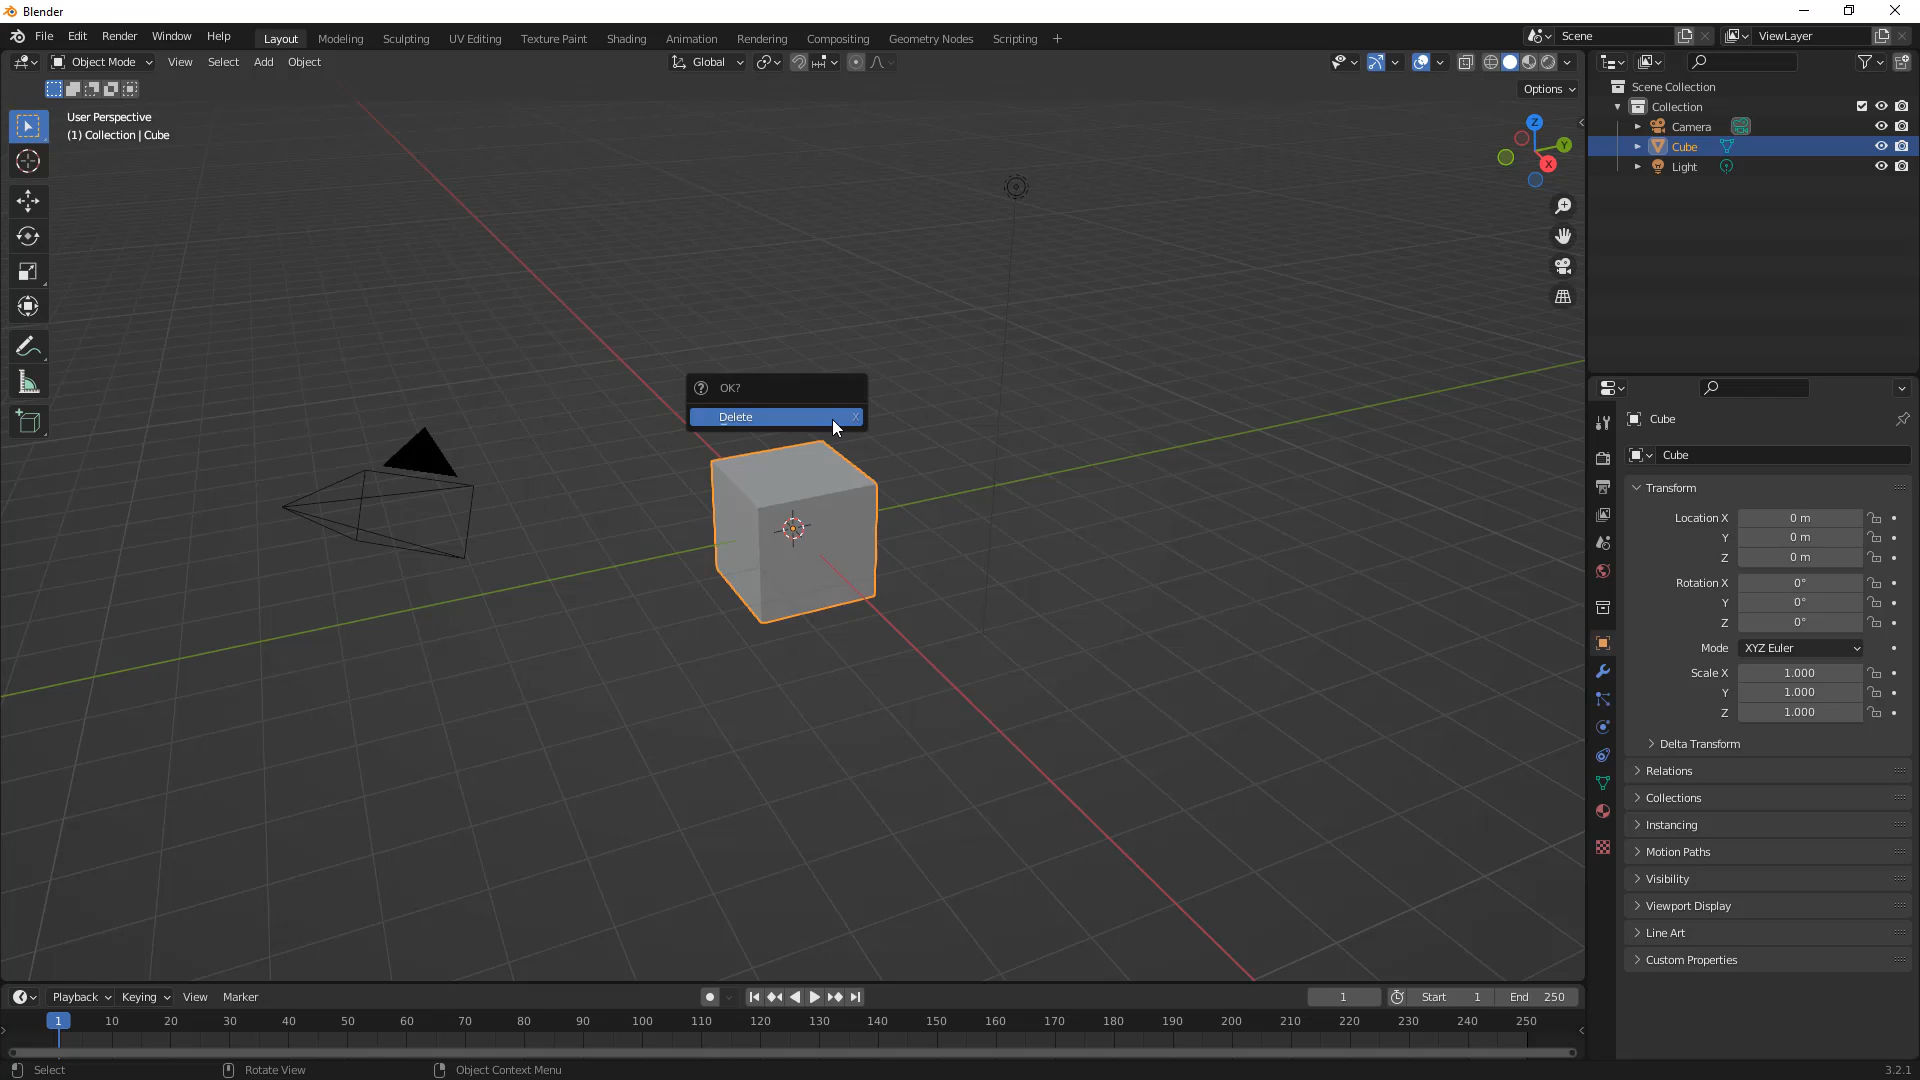 Blender
File Edit Render Window Help
Layout Modeling Sculpting UV Editing Texture Paint Shading Animation Rendering Compositing Geometry Nodes Scripting +
Scene
ViewLayer
Object Mode View Select Add Object
Global
Options
User Perspective
(1) Collection | Cube
Z
Y
X
OK?
Delete X
Scene Collection
Collection
Camera
Cube
Light
Cube
Cube
Transform
Location X 0 m
Y 0 m
Z 0 m
Rotation X 0°
Y 0°
Z 0°
Mode XYZ Euler
Scale X 1.000
Y 1.000
Z 1.000
Delta Transform
Relations
Collections
Instancing
Motion Paths
Visibility
Viewport Display
Line Art
Custom Properties
Playback Keying View Marker
1 Start 1 End 250
1 10 20 30 40 50 60 70 80 90 100 110 120 130 140 150 160 170 180 190 200 210 220 230 240 250
Select Rotate View Object Context Menu
3.2.1